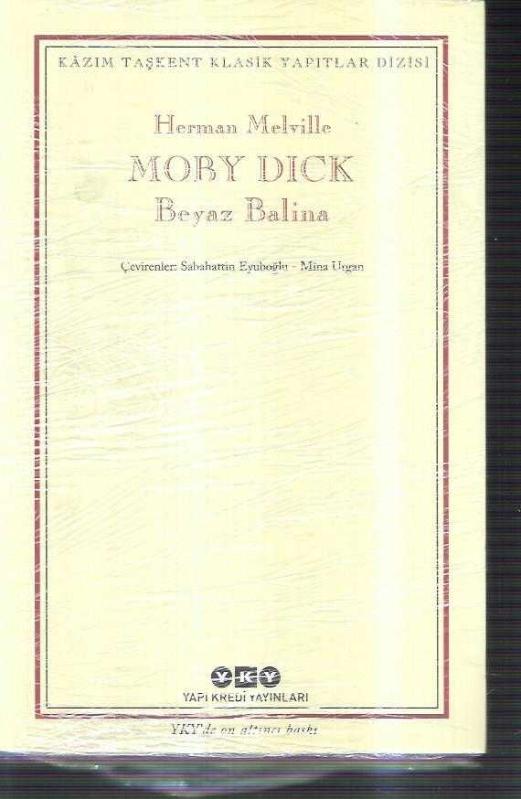 KÂZIM TAŞKENT KLASİK YAPITLAR DİZİSİ
Herman Melville
MOBY DICK
Beyaz Balina
Çevirenler: Sabahattin Eyuboğlu - Mîna Urgan
YKY
YAPI KREDİ YAYINLARI
YKY'de on altıncı baskı